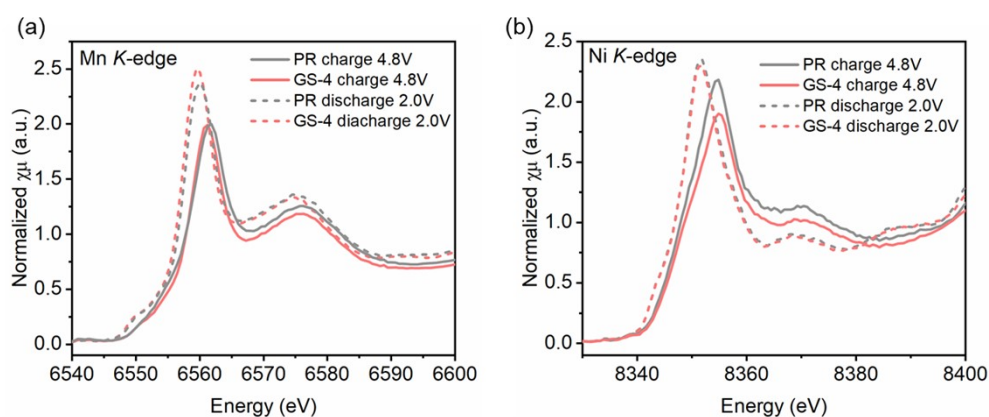 (a)
Mn K-edge
PR charge 4.8V
GS-4 charge 4.8V
PR discharge 2.0V
GS-4 diacharge 2.0V
Normalized χμ (a.u.)
2.5
2.0
1.5
1.0
0.5
0.0
6540 6550 6560 6570 6580 6590 6600
Energy (eV)
(b)
Ni K-edge
PR charge 4.8V
GS-4 charge 4.8V
PR discharge 2.0V
GS-4 discharge 2.0V
Normalized χμ (a.u.)
2.5
2.0
1.5
1.0
0.5
0.0
8340 8360 8380 8400
Energy (eV)